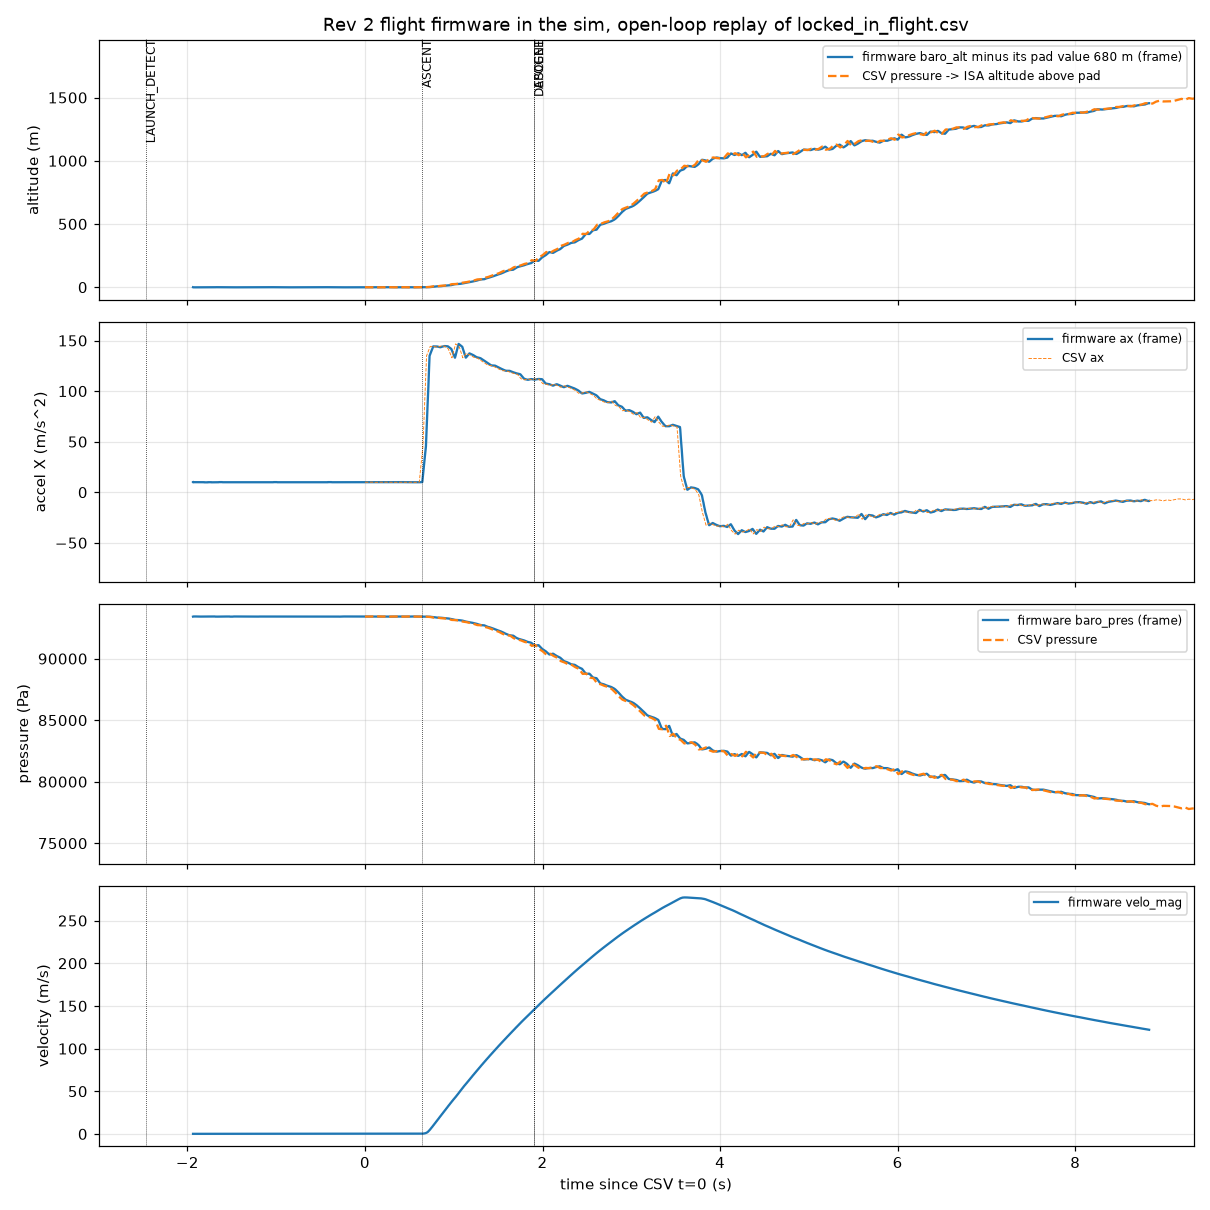 Rev 2 flight firmware in the sim, open-loop replay of locked_in_flight.csv
LAUNCH_DETECT
ASCENT
firmware baro_alt minus its pad value 680 m (frame)
CSV pressure -> ISA altitude above pad
altitude (m)
1500
1000
500
0
firmware ax (frame)
CSV ax
accel X (m/s^2)
150
100
50
0
−50
firmware baro_pres (frame)
CSV pressure
pressure (Pa)
90000
85000
80000
75000
firmware velo_mag
velocity (m/s)
250
200
150
100
50
0
−2
0
2
4
6
8
time since CSV t=0 (s)